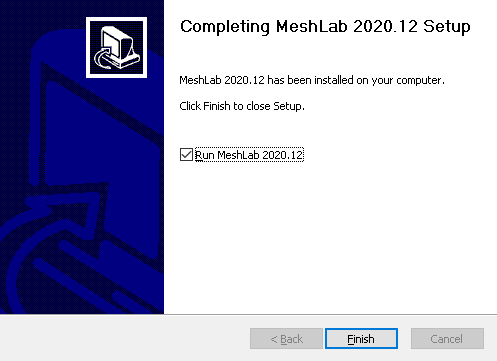 Completing MeshLab 2020.12 Setup
MeshLab 2020.12 has been installed on your computer.
Click Finish to close Setup.
Run MeshLab 2020.12
< Back
Finish
Cancel